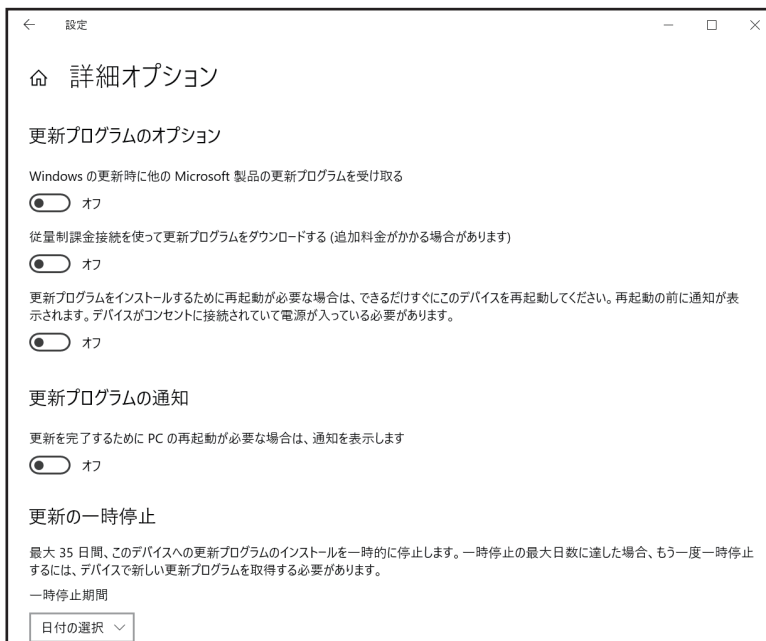 設定
詳細オプション
更新プログラムのオプション
Windows の更新時に他の Microsoft 製品の更新プログラムを受け取る
オフ
従量制課金接続を使って更新プログラムをダウンロードする (追加料金がかかる場合があります)
オフ
更新プログラムをインストールするために再起動が必要な場合は、できるだけすぐにこのデバイスを再起動してください。再起動の前に通知が表
示されます。デバイスがコンセントに接続されていて電源が入っている必要があります。
オフ
更新プログラムの通知
更新を完了するために PC の再起動が必要な場合は、通知を表示します
オフ
更新の一時停止
最大 35 日間、このデバイスへの更新プログラムのインストールを一時的に停止します。一時停止の最大日数に達した場合、もう一度一時停止
するには、デバイスで新しい更新プログラムを取得する必要があります。
一時停止期間
日付の選択